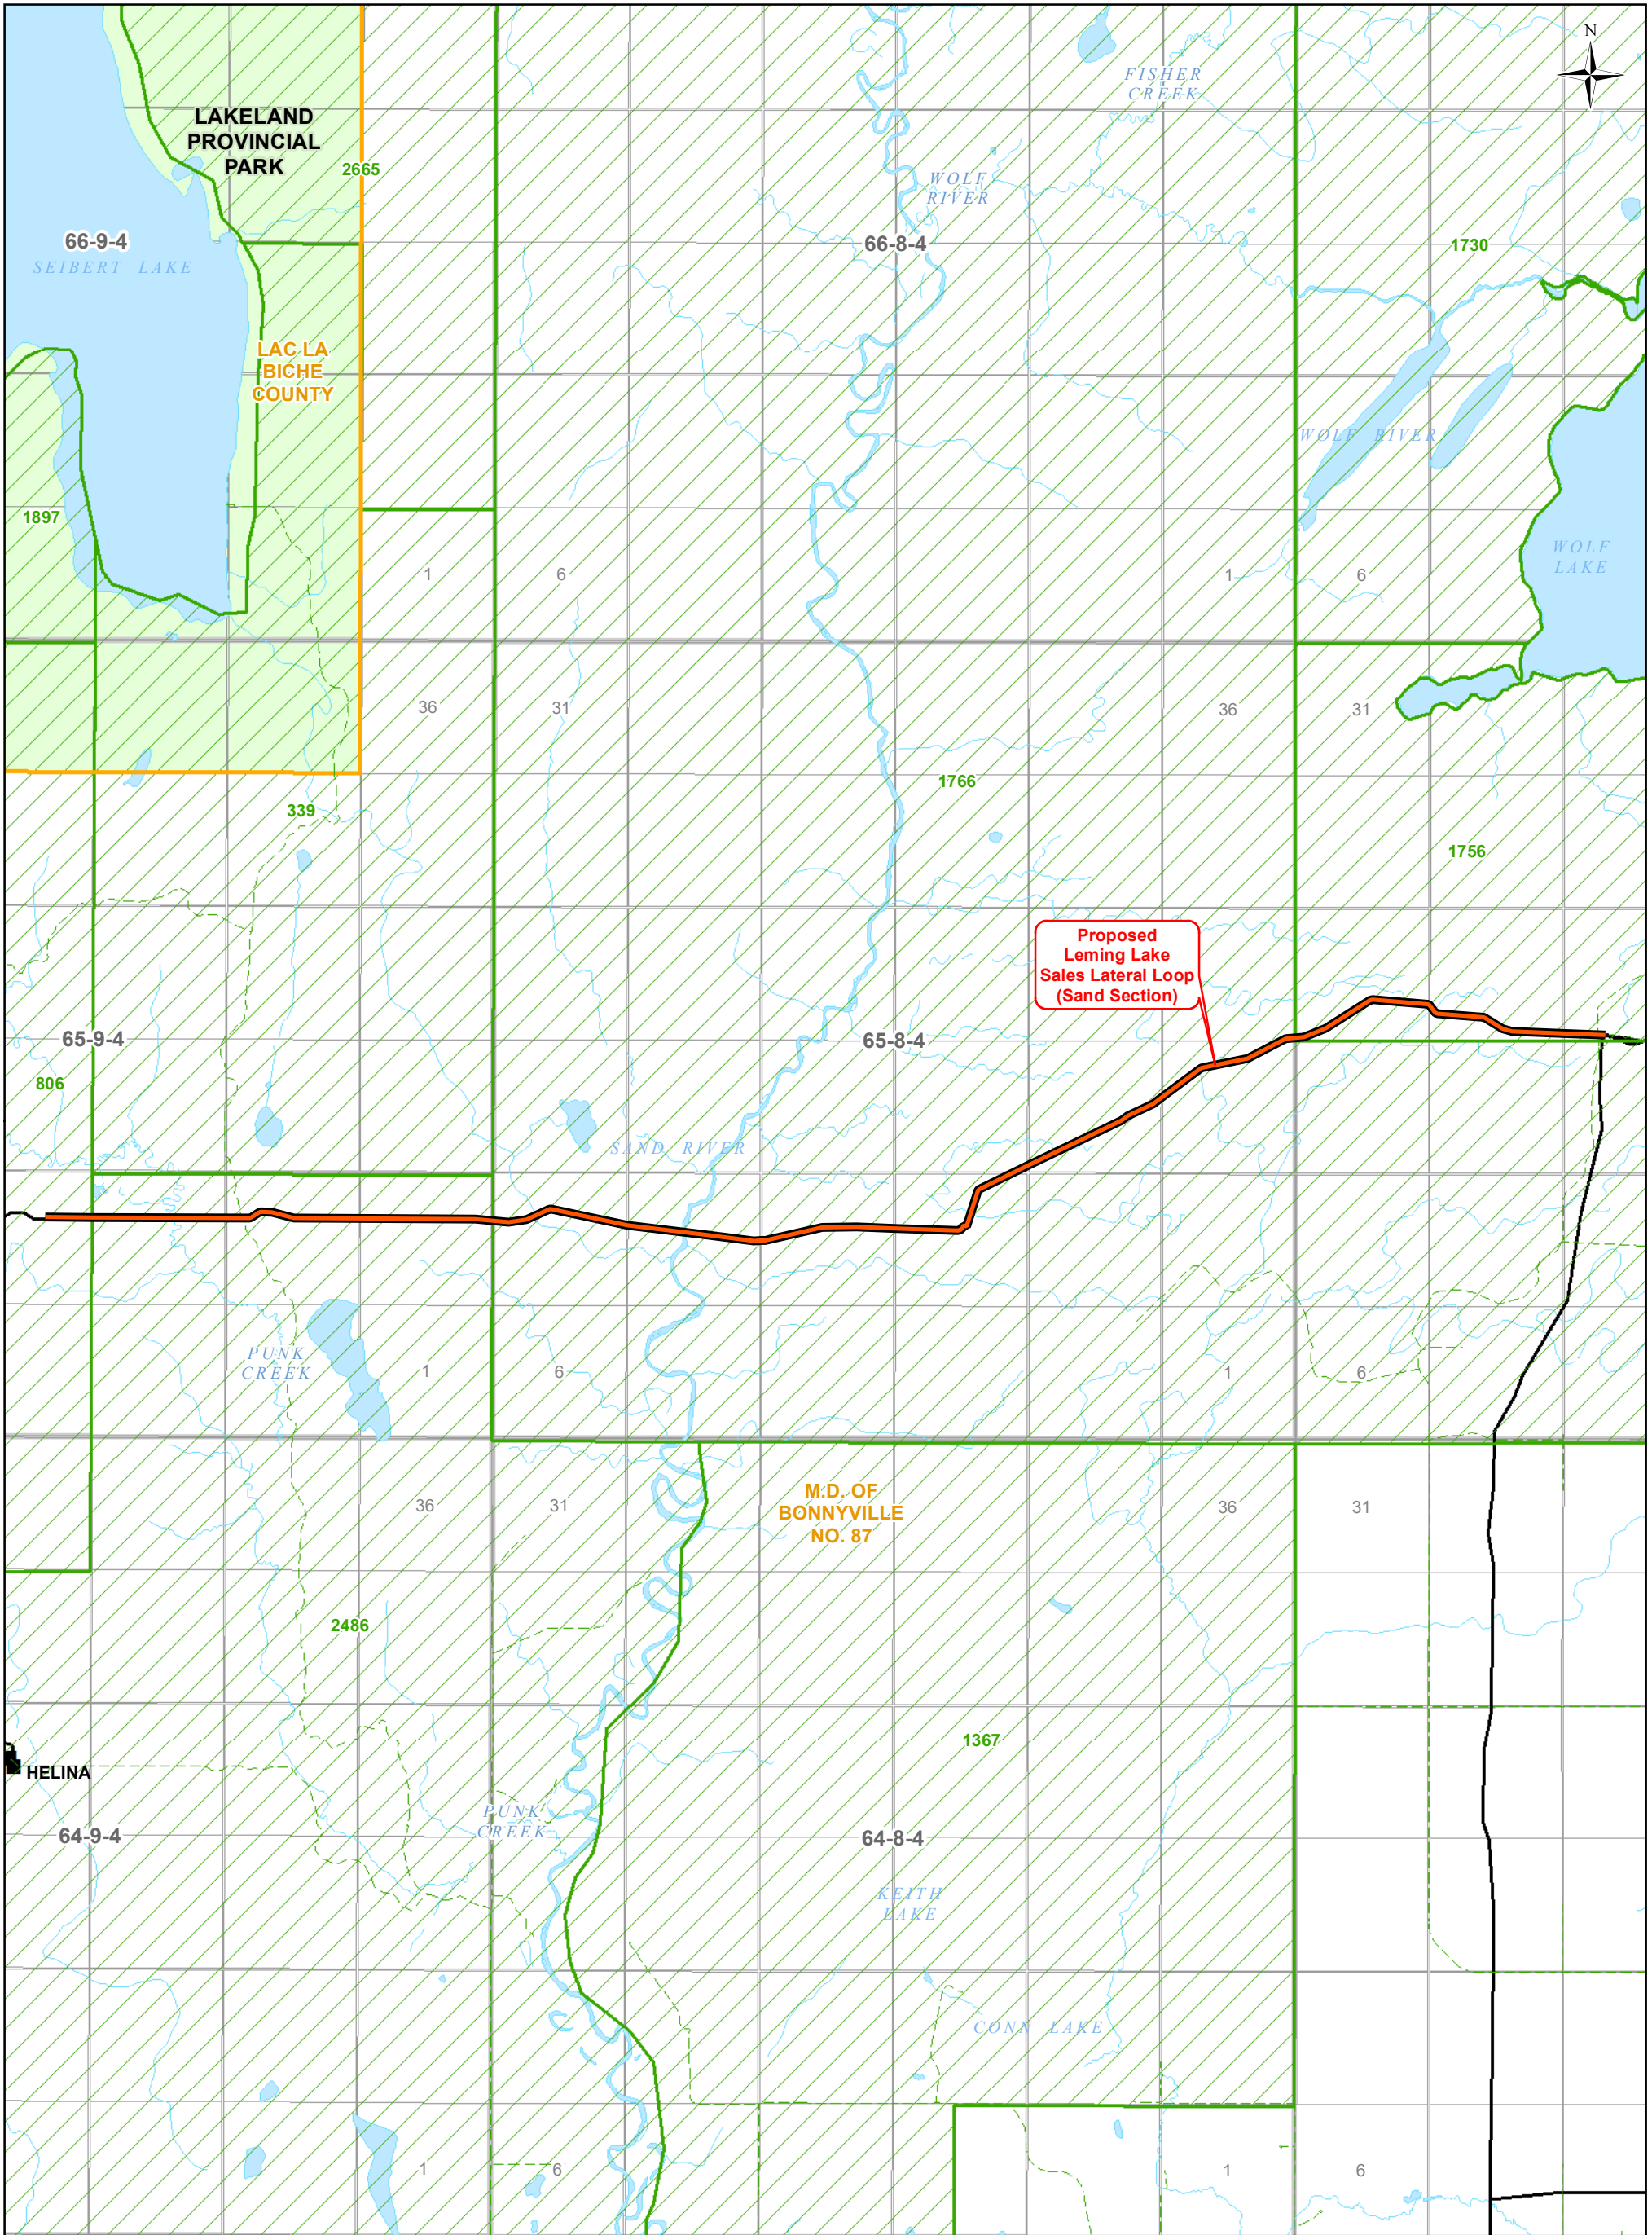 N
FISHER
CREEK
LAKELAND
PROVINCIAL
PARK
2665
WOLF
RIVER
66-9-4
SEIBERT LAKE
66-8-4
1730
LAC LA
BICHE
COUNTY
WOLF RIVER
1897
WOLF
LAKE
1
6
1
6
36
31
36
31
1766
339
1756
Proposed
Leming Lake
Sales Lateral Loop
(Sand Section)
65-9-4
65-8-4
806
SAND RIVER
PUNK
CREEK
1
6
1
6
M.D. OF
BONNYVILLE
NO. 87
36
31
36
31
2486
1367
HELINA
PUNK
CREEK
64-9-4
64-8-4
KEITH
LAKE
CONN LAKE
1
6
1
6